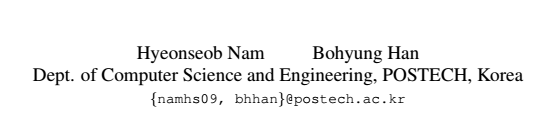 Hyeonseob Nam Bohyung Han
Dept. of Computer Science and Engineering, POSTECH, Korea
{namhs09, bhhan}@postech.ac.kr